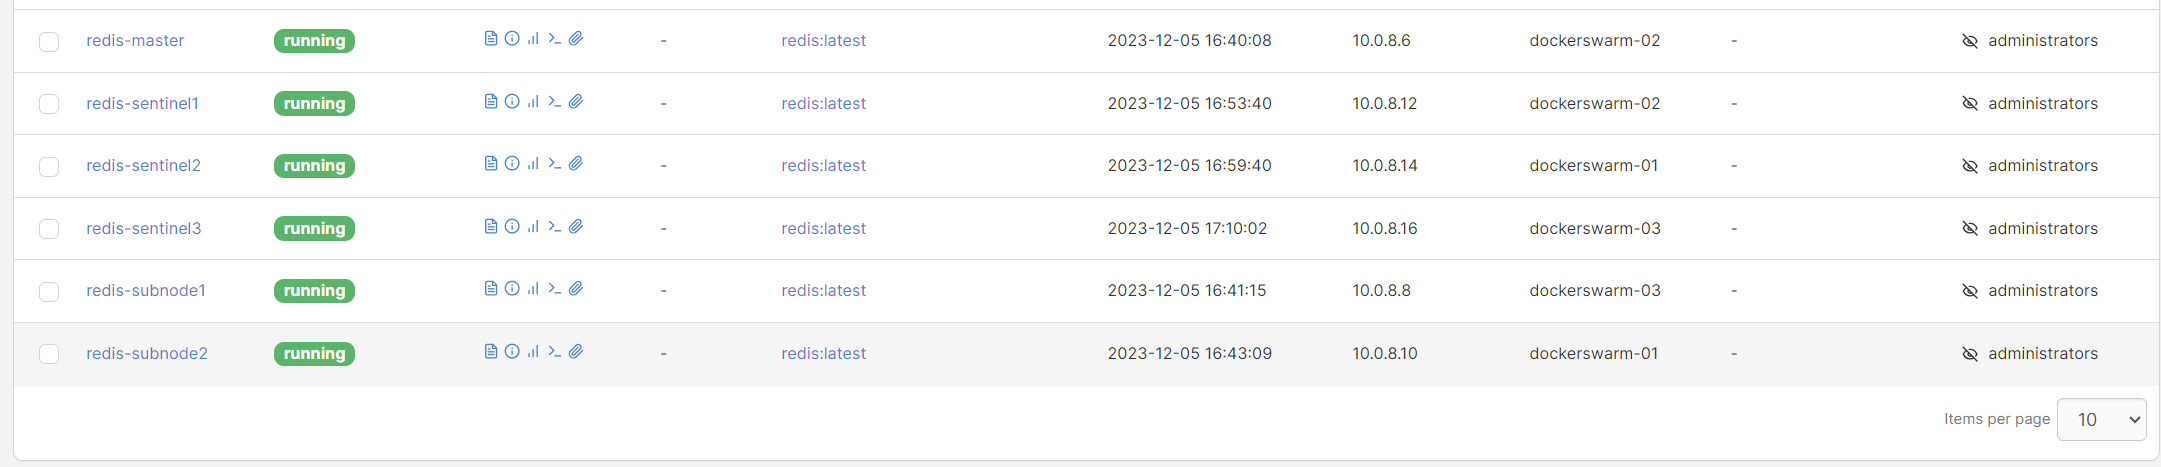 redis-master running - redis:latest 2023-12-05 16:40:08 10.0.8.6 dockerswarm-02 - administrators
redis-sentinel1 running - redis:latest 2023-12-05 16:53:40 10.0.8.12 dockerswarm-02 - administrators
redis-sentinel2 running - redis:latest 2023-12-05 16:59:40 10.0.8.14 dockerswarm-01 - administrators
redis-sentinel3 running - redis:latest 2023-12-05 17:10:02 10.0.8.16 dockerswarm-03 - administrators
redis-subnode1 running - redis:latest 2023-12-05 16:41:15 10.0.8.8 dockerswarm-03 - administrators
redis-subnode2 running - redis:latest 2023-12-05 16:43:09 10.0.8.10 dockerswarm-01 - administrators
Items per page 10